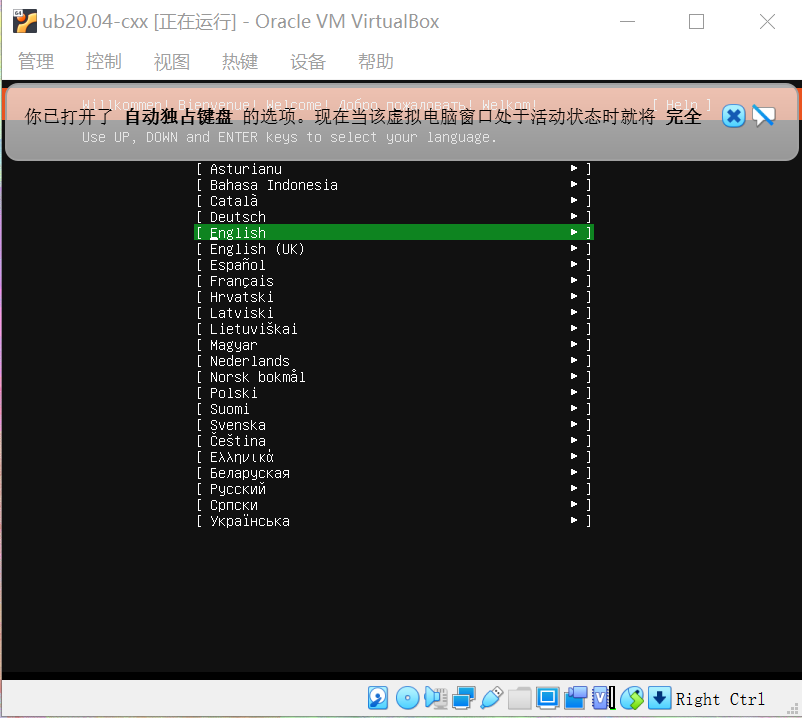 ub20.04-cxx [正在运行] - Oracle VM VirtualBox
管理 控制 视图 热键 设备 帮助
Willkommen! Bienvenue! Welcome! Добро пожаловать! Welkom! [ Help ]
你已打开了 自动独占键盘 的选项。现在当该虚拟电脑窗口处于活动状态时就将 完全
Use UP, DOWN and ENTER keys to select your language.
[ Asturianu ► ]
[ Bahasa Indonesia ► ]
[ Català ► ]
[ Deutsch ► ]
[ English ► ]
[ English (UK) ► ]
[ Español ► ]
[ Français ► ]
[ Hrvatski ► ]
[ Latviski ► ]
[ Lietuviškai ► ]
[ Magyar ► ]
[ Nederlands ► ]
[ Norsk bokmål ► ]
[ Polski ► ]
[ Suomi ► ]
[ Svenska ► ]
[ Čeština ► ]
[ Ελληνικά ► ]
[ Беларуская ► ]
[ Русский ► ]
[ Српски ► ]
[ Українська ► ]
Right Ctrl